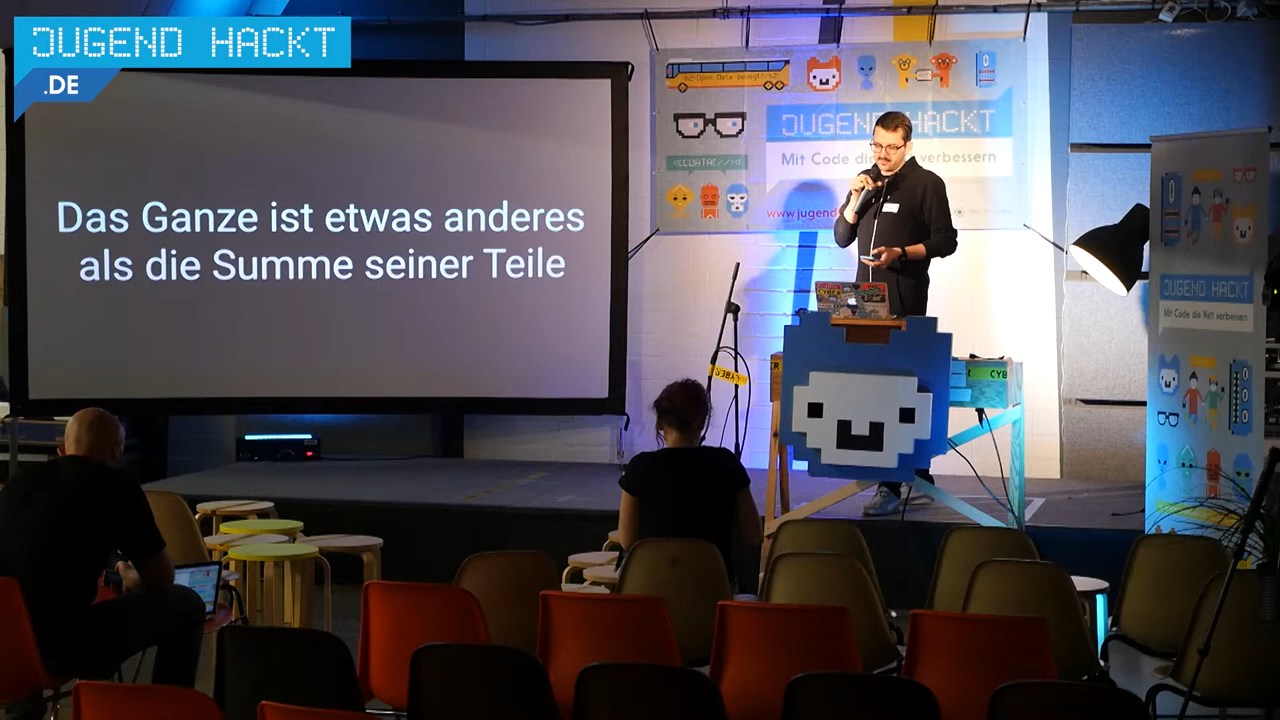 JUGEND HACKT
.DE
Das Ganze ist etwas anderes
als die Summe seiner Teile
JUGEND HACKT
Mit Code die
verbessern
www.jugend
JUGEND HACKT
Mit Code die Welt verbessern